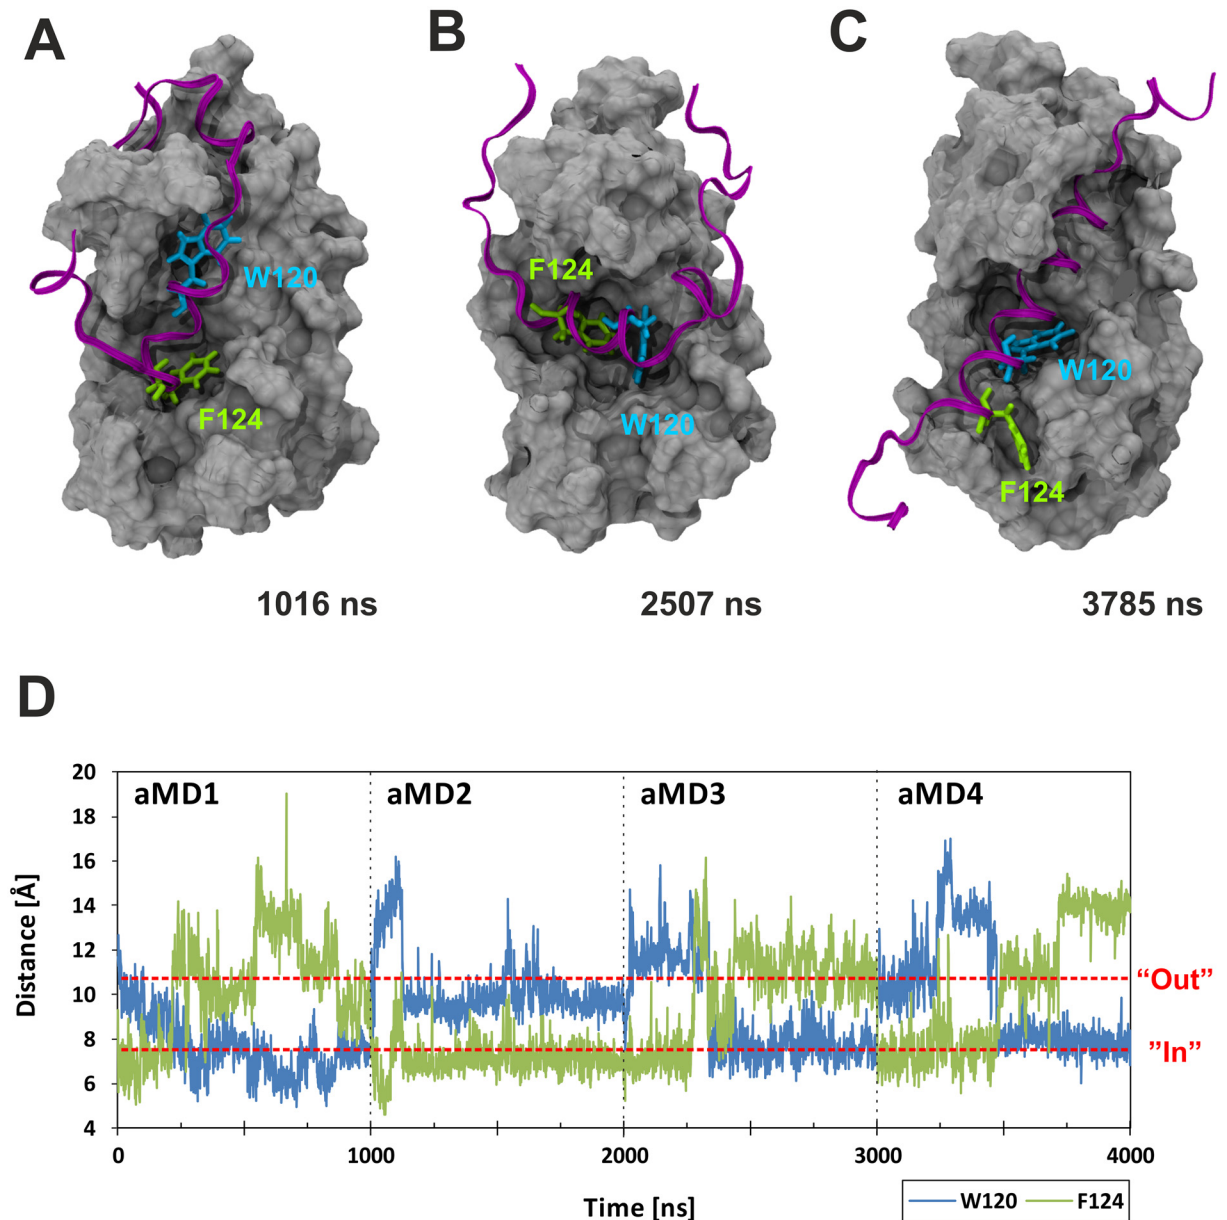 A
B
C
W120
F124
F124
W120
W120
F124
1016 ns
2507 ns
3785 ns
D
20
18
16
14
12
10
8
6
4
Distance [Å]
aMD1
aMD2
aMD3
aMD4
“Out”
”In”
0
1000
2000
3000
4000
Time [ns]
W120
F124